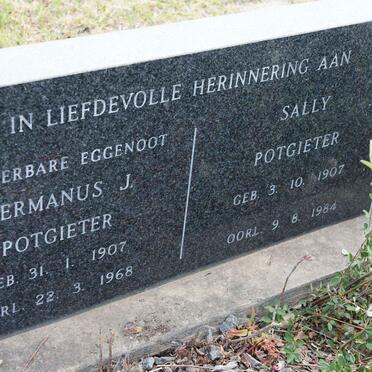 IN LIEFDEVOLLE HERINNERING AAN
ERBARE EGGENOOT
ERMANUS J.
POTGIETER
EB. 31. 1. 1907
RL. 22. 3. 1968
SALLY
POTGIETER
GEB. 3. 10. 1907
OORL. 9. 8. 1984